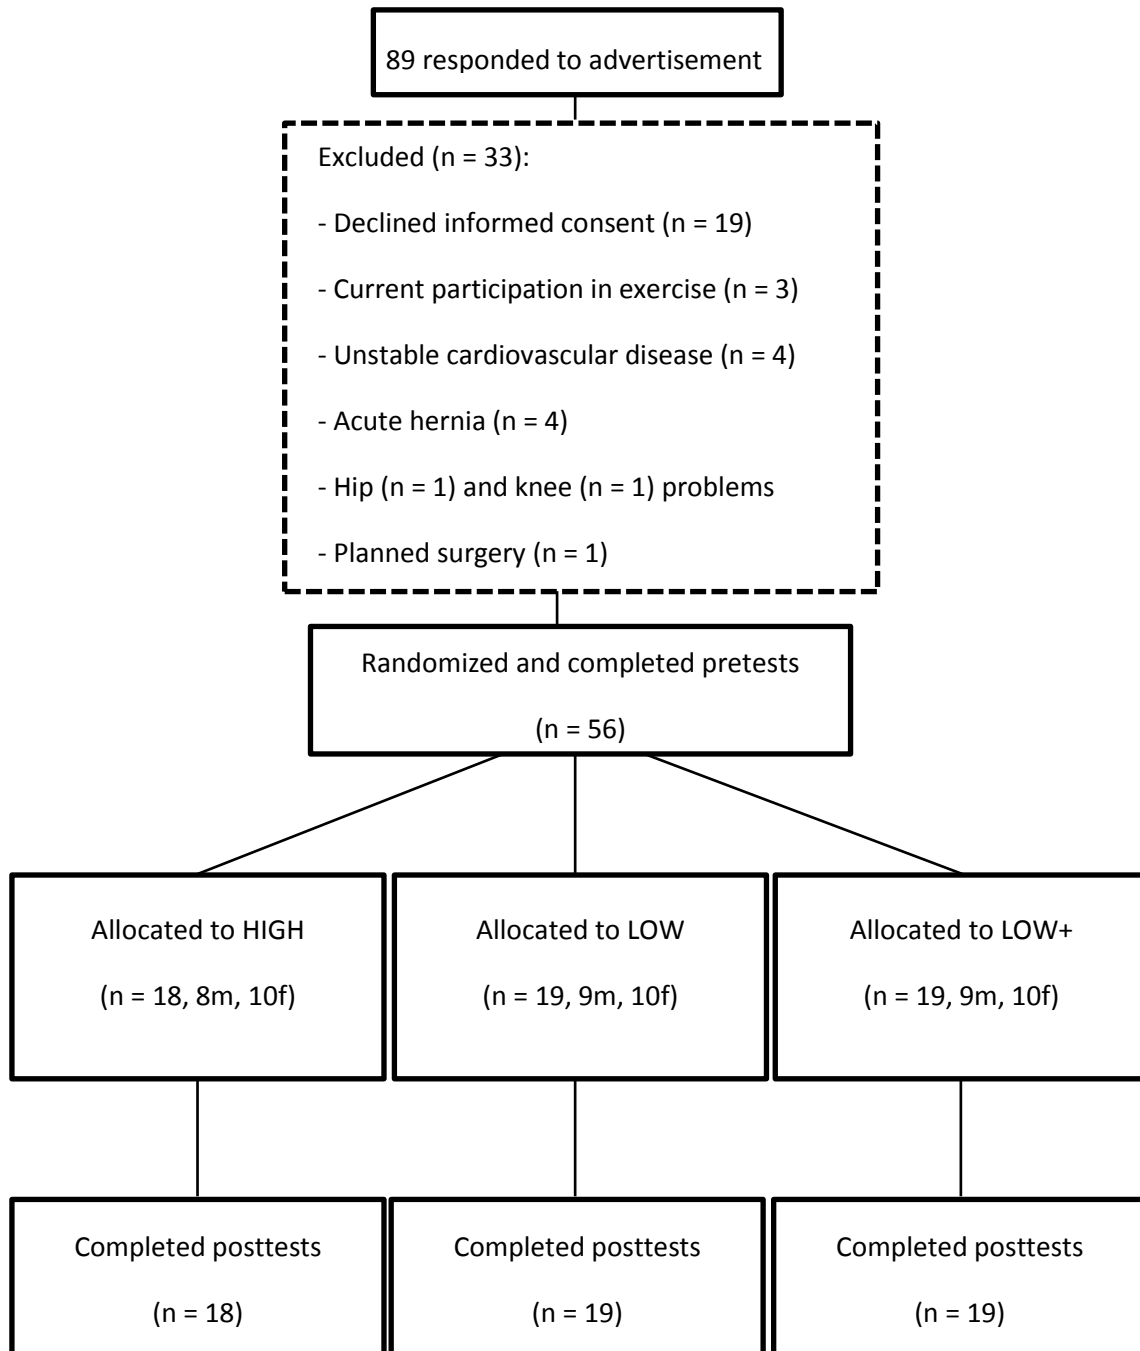 89 responded to advertisement
Excluded (n = 33):
- Declined informed consent (n = 19)
- Current participation in exercise (n = 3)
- Unstable cardiovascular disease (n = 4)
- Acute hernia (n = 4)
- Hip (n = 1) and knee (n = 1) problems
- Planned surgery (n = 1)
Randomized and completed pretests
(n = 56)
Allocated to HIGH
(n = 18, 8m, 10f)
Allocated to LOW
(n = 19, 9m, 10f)
Allocated to LOW+
(n = 19, 9m, 10f)
Completed posttests
(n = 18)
Completed posttests
(n = 19)
Completed posttests
(n = 19)